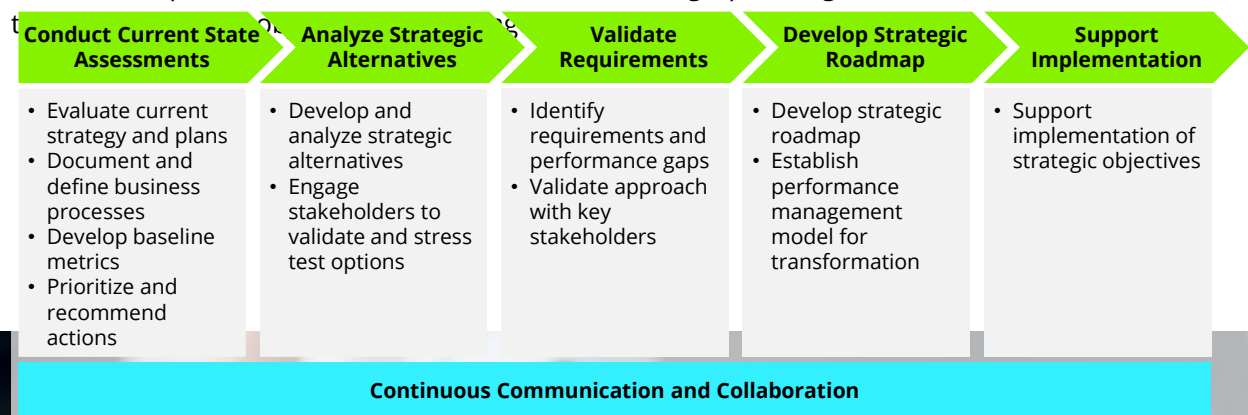 Conduct Current State
Assessments
Analyze Strategic
Alternatives
Validate
Requirements
Develop Strategic
Roadmap
Support
Implementation
• Evaluate current
strategy and plans
• Document and
define business
processes
• Develop baseline
metrics
• Prioritize and
recommend
actions
• Develop and
analyze strategic
alternatives
• Engage
stakeholders to
validate and stress
test options
• Identify
requirements and
performance gaps
• Validate approach
with key
stakeholders
• Develop strategic
roadmap
• Establish
performance
management
model for
transformation
• Support
implementation of
strategic objectives
Continuous Communication and Collaboration